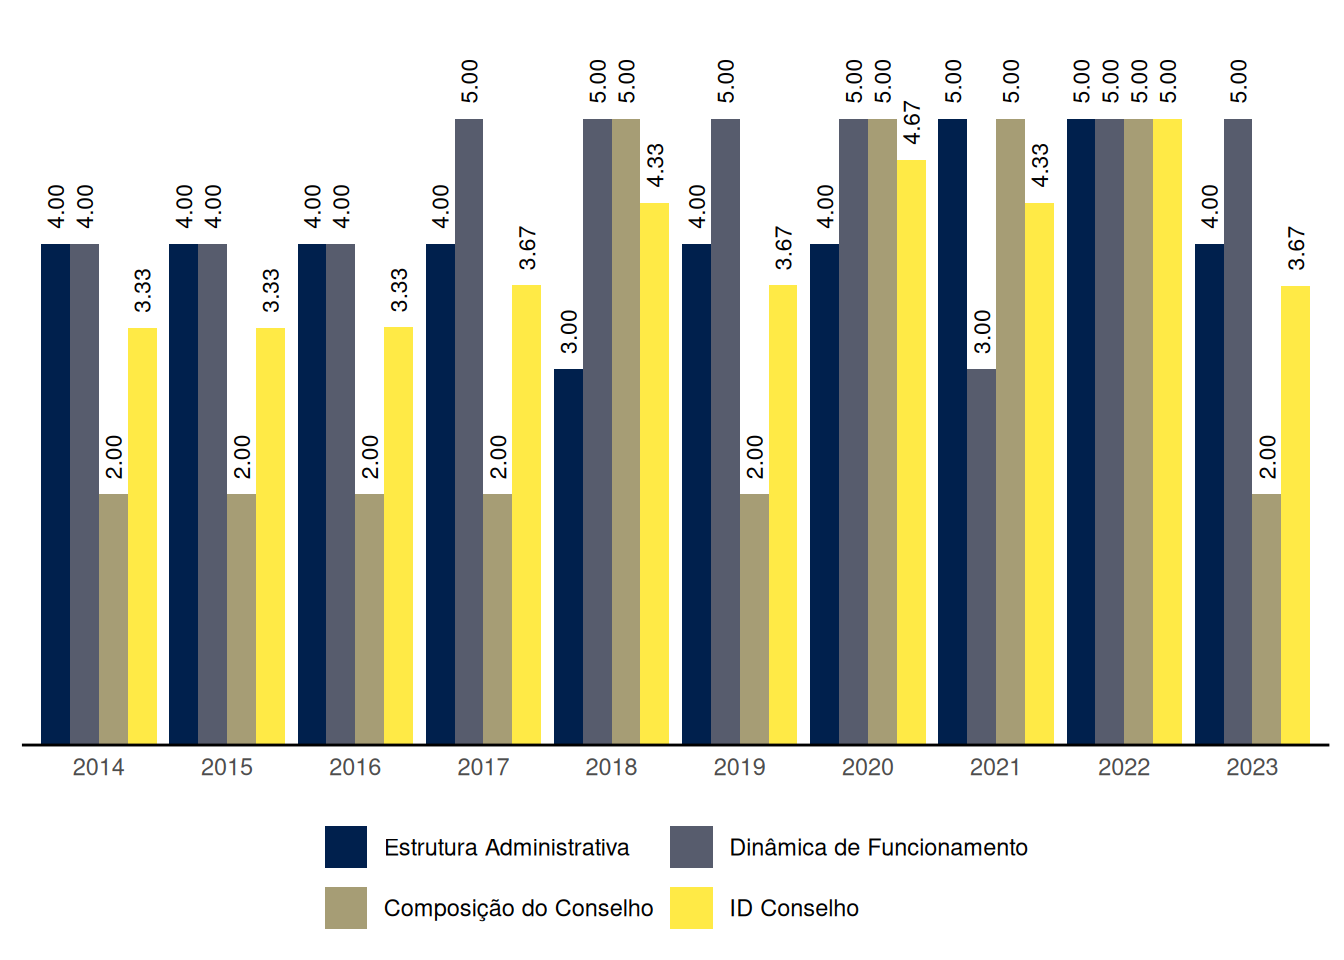 4.00 4.00 2.00 3.33
4.00 4.00 2.00 3.33
4.00 4.00 2.00 3.33
4.00 5.00 2.00 3.67
3.00 5.00 5.00 4.33
4.00 5.00 2.00 3.67
4.00 5.00 5.00 4.67
5.00 3.00 5.00 4.33
5.00 5.00 5.00 5.00
4.00 5.00 2.00 3.67
2014 2015 2016 2017 2018 2019 2020 2021 2022 2023
Estrutura Administrativa Dinâmica de Funcionamento
Composição do Conselho ID Conselho